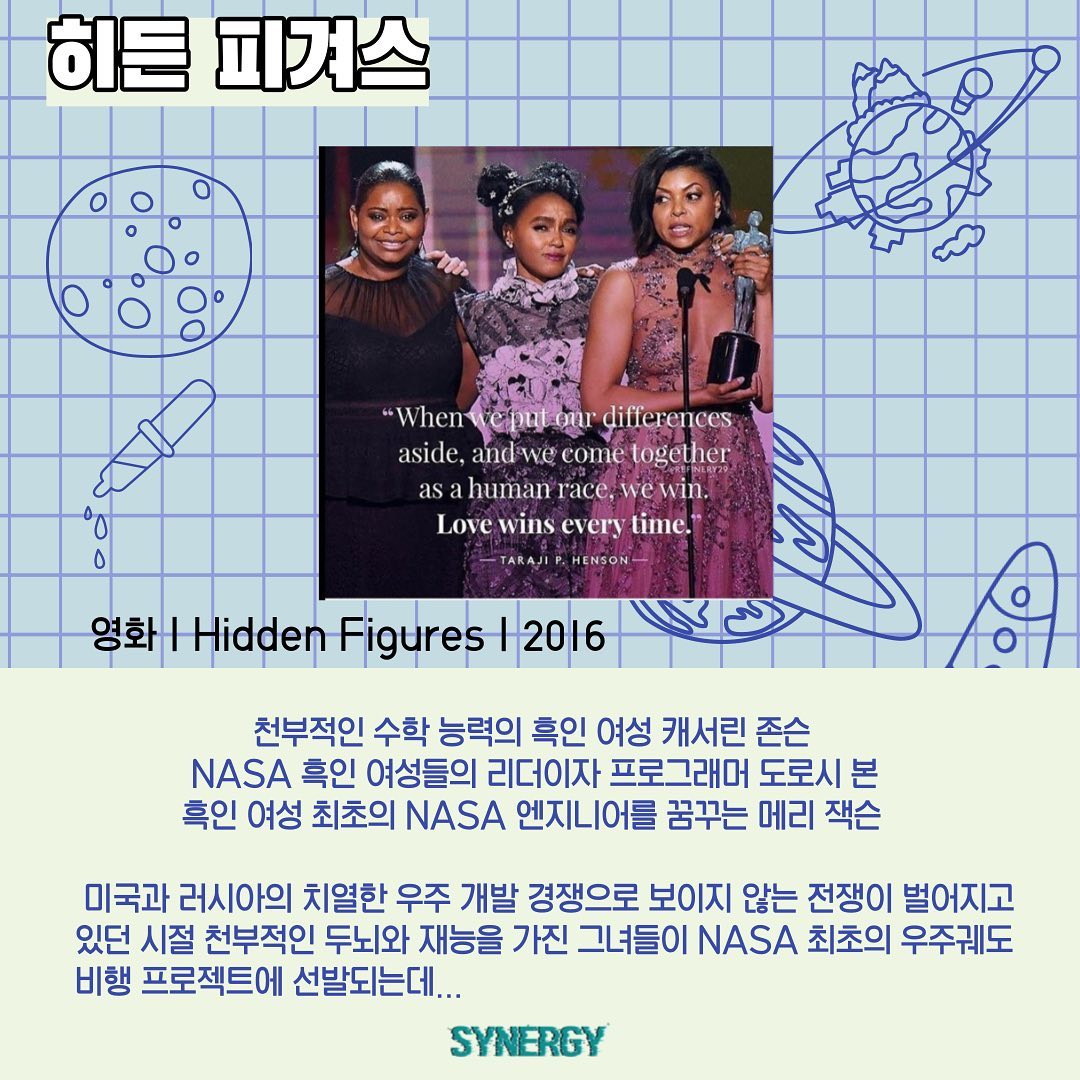 히든 피겨스
“When we put our differences
aside, and we come together
REFINERY29
as a human race, we win.
Love wins every time.”
— TARAJI P. HENSON —
영화 | Hidden Figures | 2016
천부적인 수학 능력의 흑인 여성 캐서린 존슨
NASA 흑인 여성들의 리더이자 프로그래머 도로시 본
흑인 여성 최초의 NASA 엔지니어를 꿈꾸는 메리 잭슨
미국과 러시아의 치열한 우주 개발 경쟁으로 보이지 않는 전쟁이 벌어지고
있던 시절 천부적인 두뇌와 재능을 가진 그녀들이 NASA 최초의 우주궤도
비행 프로젝트에 선발되는데...
SYNERGY